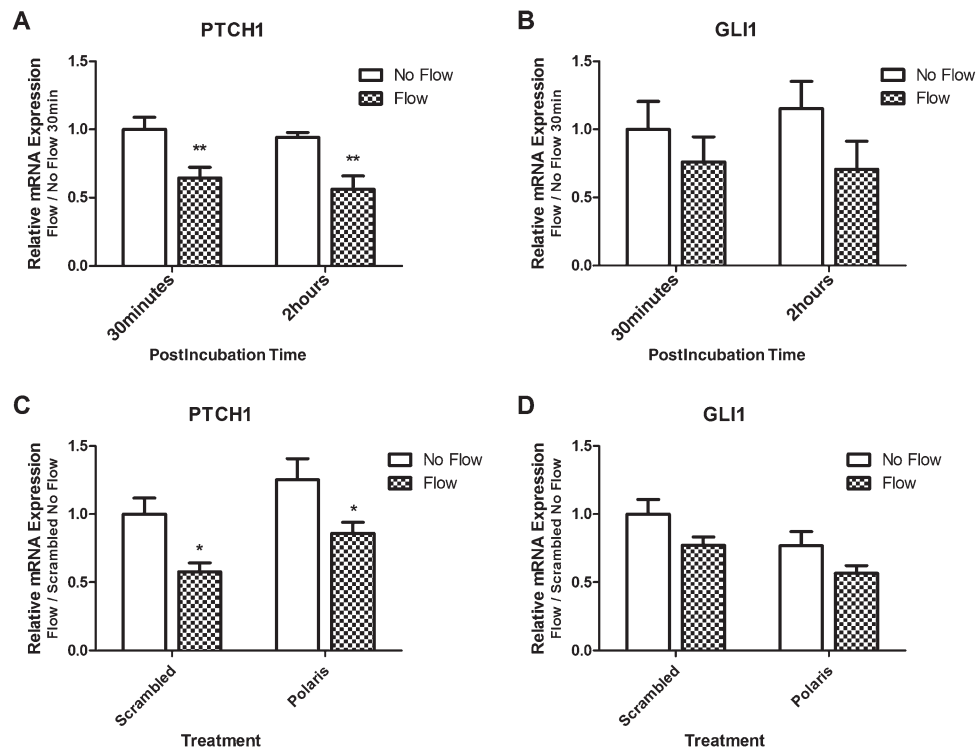 A
PTCH1
Relative mRNA Expression
Flow / No Flow 30min
1.5
1.0
0.5
0.0
No Flow
Flow
**
**
30minutes
2hours
PostIncubation Time
B
GLI1
Relative mRNA Expression
Flow / No Flow 30min
1.5
1.0
0.5
0.0
No Flow
Flow
30minutes
2hours
PostIncubation Time
C
PTCH1
Relative mRNA Expression
Flow / Scrambled No Flow
1.5
1.0
0.5
0.0
No Flow
Flow
*
*
Scrambled
Polaris
Treatment
D
GLI1
Relative mRNA Expression
Flow / Scrambled No Flow
1.5
1.0
0.5
0.0
No Flow
Flow
Scrambled
Polaris
Treatment